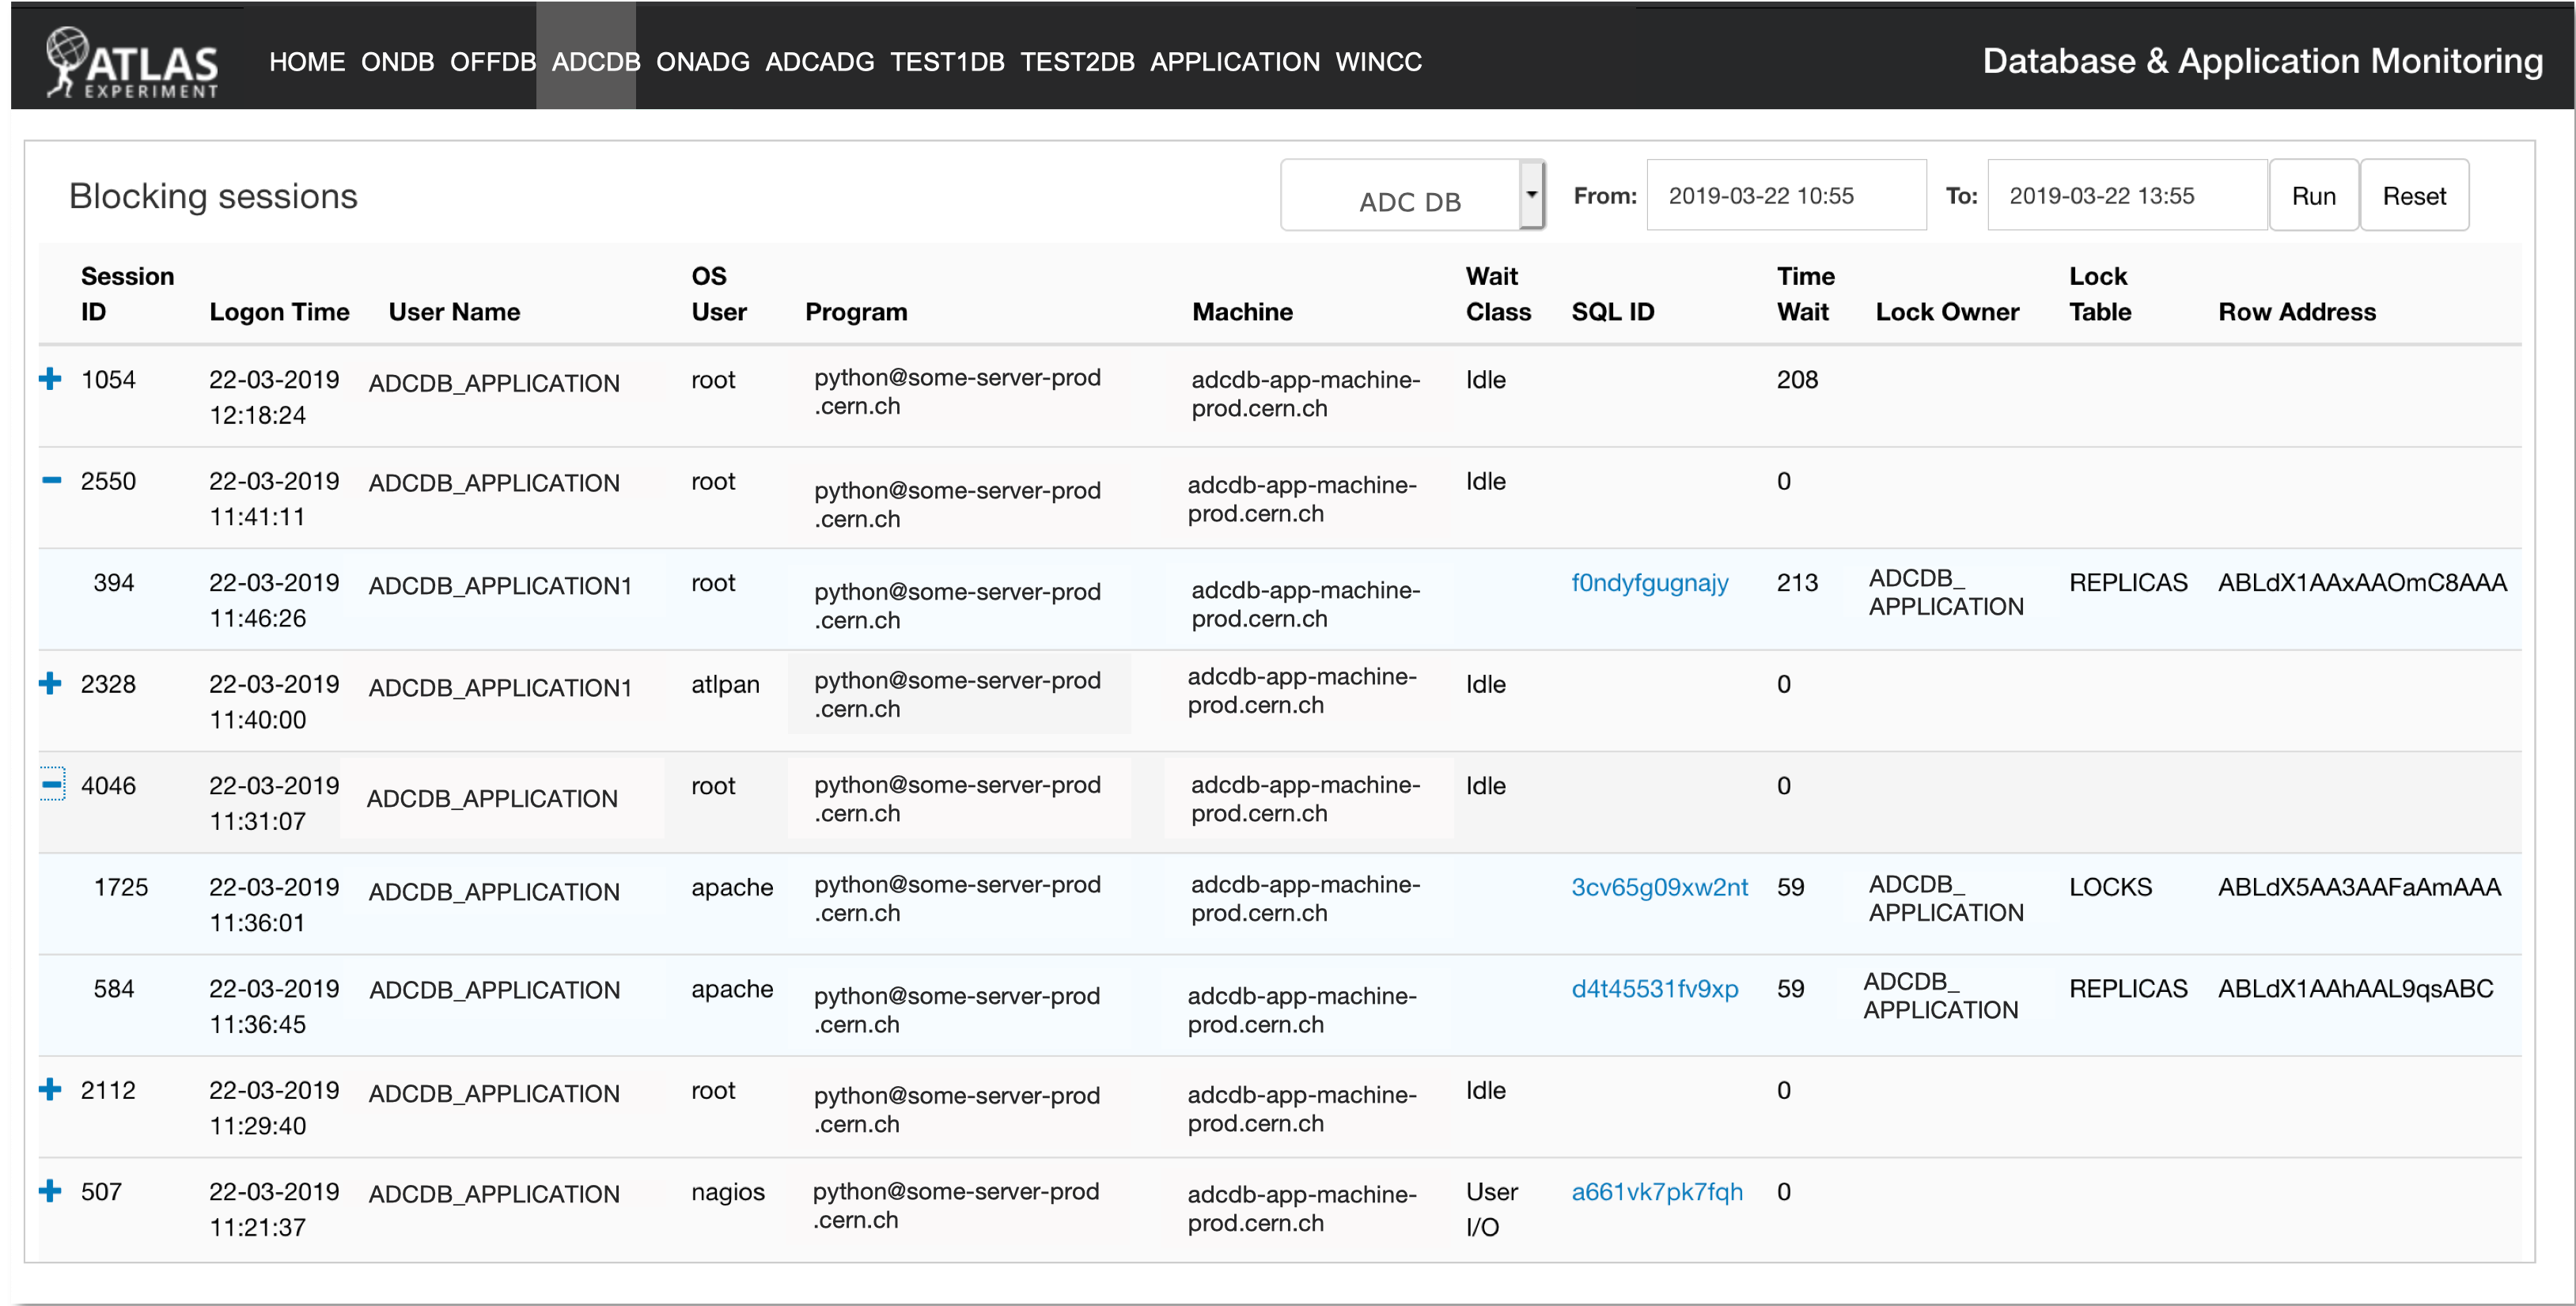 ATLAS
EXPERIMENT
HOME ONDB OFFDB ADCDB ONADG ADCADG TEST1DB TEST2DB APPLICATION WINCC
Database & Application Monitoring
Blocking sessions
ADC DB
From: 2019-03-22 10:55 To: 2019-03-22 13:55 Run Reset
Session OS Wait Time Lock
ID Logon Time User Name User Program Machine Class SQL ID Wait Lock Owner Table Row Address
1054 22-03-2019 ADCDB_APPLICATION root python@some-server-prod adcdb-app-machine- Idle 208
12:18:24 .cern.ch prod.cern.ch
2550 22-03-2019 ADCDB_APPLICATION root python@some-server-prod adcdb-app-machine- Idle 0
11:41:11 .cern.ch prod.cern.ch
394 22-03-2019 ADCDB_APPLICATION1 root python@some-server-prod adcdb-app-machine- f0ndyfgugnajy 213 ADCDB_ REPLICAS ABLdX1AAxAAOmC8AAA
11:46:26 .cern.ch prod.cern.ch APPLICATION
2328 22-03-2019 ADCDB_APPLICATION1 atlpan python@some-server-prod adcdb-app-machine- Idle 0
11:40:00 .cern.ch prod.cern.ch
4046 22-03-2019 ADCDB_APPLICATION root python@some-server-prod adcdb-app-machine- Idle 0
11:31:07 .cern.ch prod.cern.ch
1725 22-03-2019 ADCDB_APPLICATION apache python@some-server-prod adcdb-app-machine- 3cv65g09xw2nt 59 ADCDB_ LOCKS ABLdX5AA3AAFaAmAAA
11:36:01 .cern.ch prod.cern.ch APPLICATION
584 22-03-2019 ADCDB_APPLICATION apache python@some-server-prod adcdb-app-machine- d4t45531fv9xp 59 ADCDB_ REPLICAS ABLdX1AAhAAL9qsABC
11:36:45 .cern.ch prod.cern.ch APPLICATION
2112 22-03-2019 ADCDB_APPLICATION root python@some-server-prod adcdb-app-machine- Idle 0
11:29:40 .cern.ch prod.cern.ch
507 22-03-2019 ADCDB_APPLICATION nagios python@some-server-prod adcdb-app-machine- User a661vk7pk7fqh 0
11:21:37 .cern.ch prod.cern.ch I/O